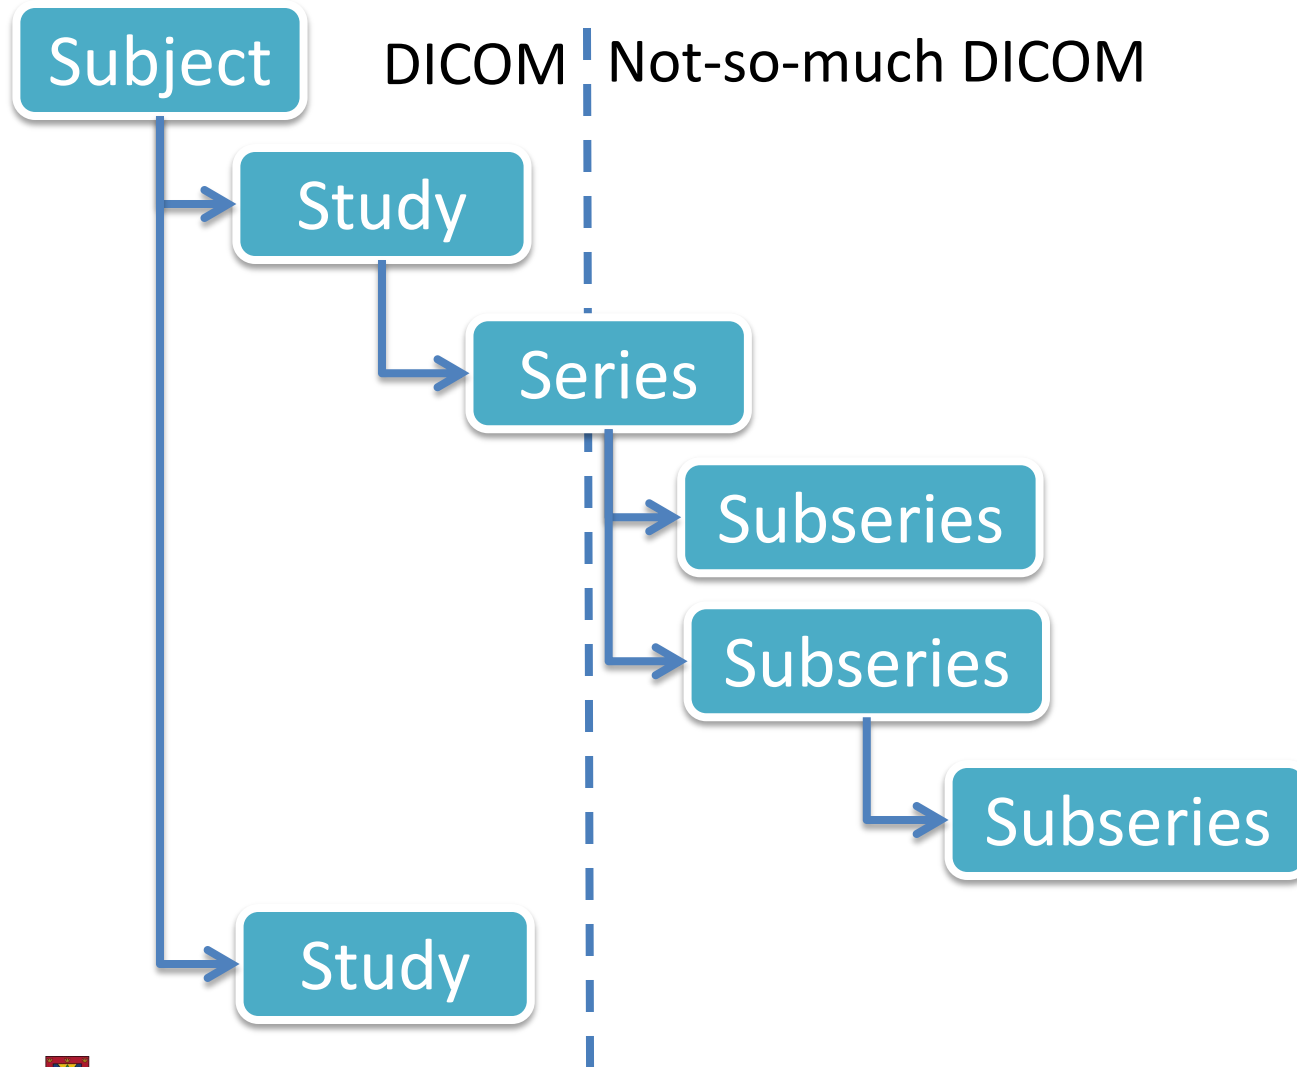 Subject
DICOM
Not-so-much DICOM
Study
Series
Subseries
Subseries
Subseries
Study